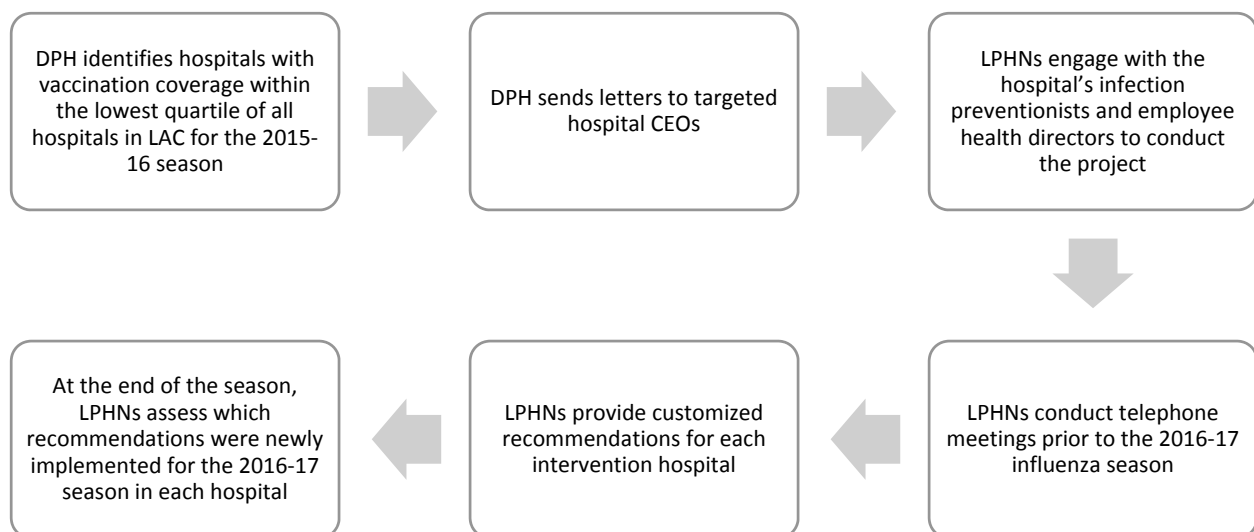 DPH identifies hospitals with
vaccination coverage within
the lowest quartile of all
hospitals in LAC for the 2015-
16 season
DPH sends letters to targeted
hospital CEOs
LPHNs engage with the
hospital’s infection
preventionists and employee
health directors to conduct
the project
LPHNs conduct telephone
meetings prior to the 2016-17
influenza season
LPHNs provide customized
recommendations for each
intervention hospital
At the end of the season,
LPHNs assess which
recommendations were newly
implemented for the 2016-17
season in each hospital